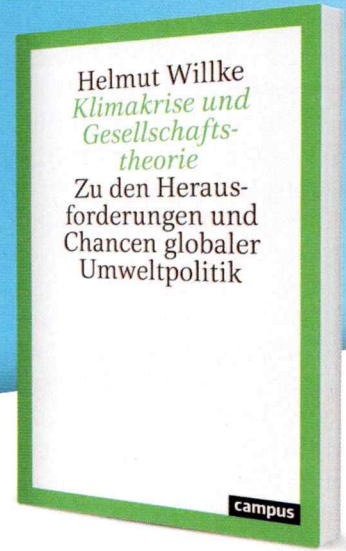 Helmut Willke
Klimakrise und
Gesellschafts-
theorie
Zu den Heraus-
forderungen und
Chancen globaler
Umweltpolitik
campus